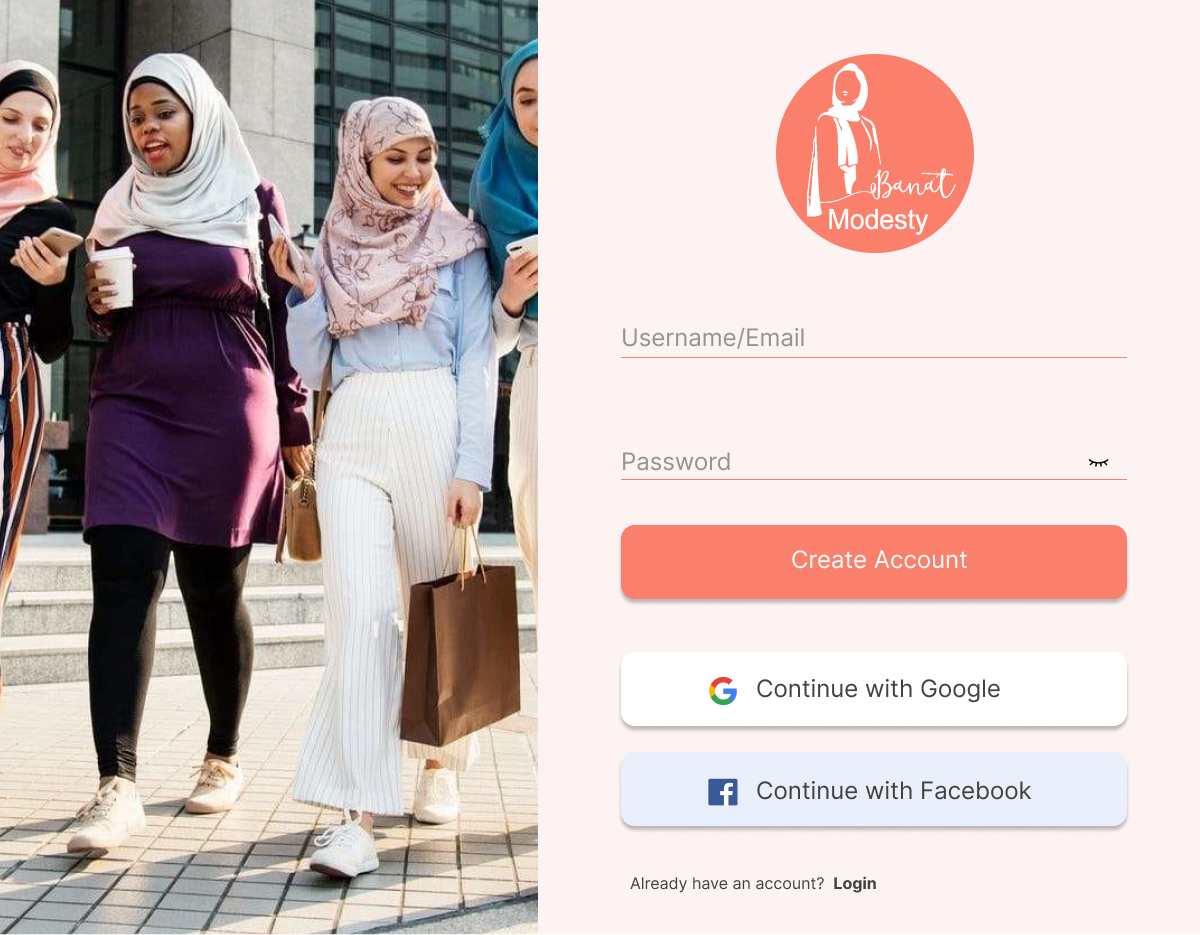 Banat
Modesty
Username/Email
Password
Create Account
Continue with Google
Continue with Facebook
Already have an account? Login